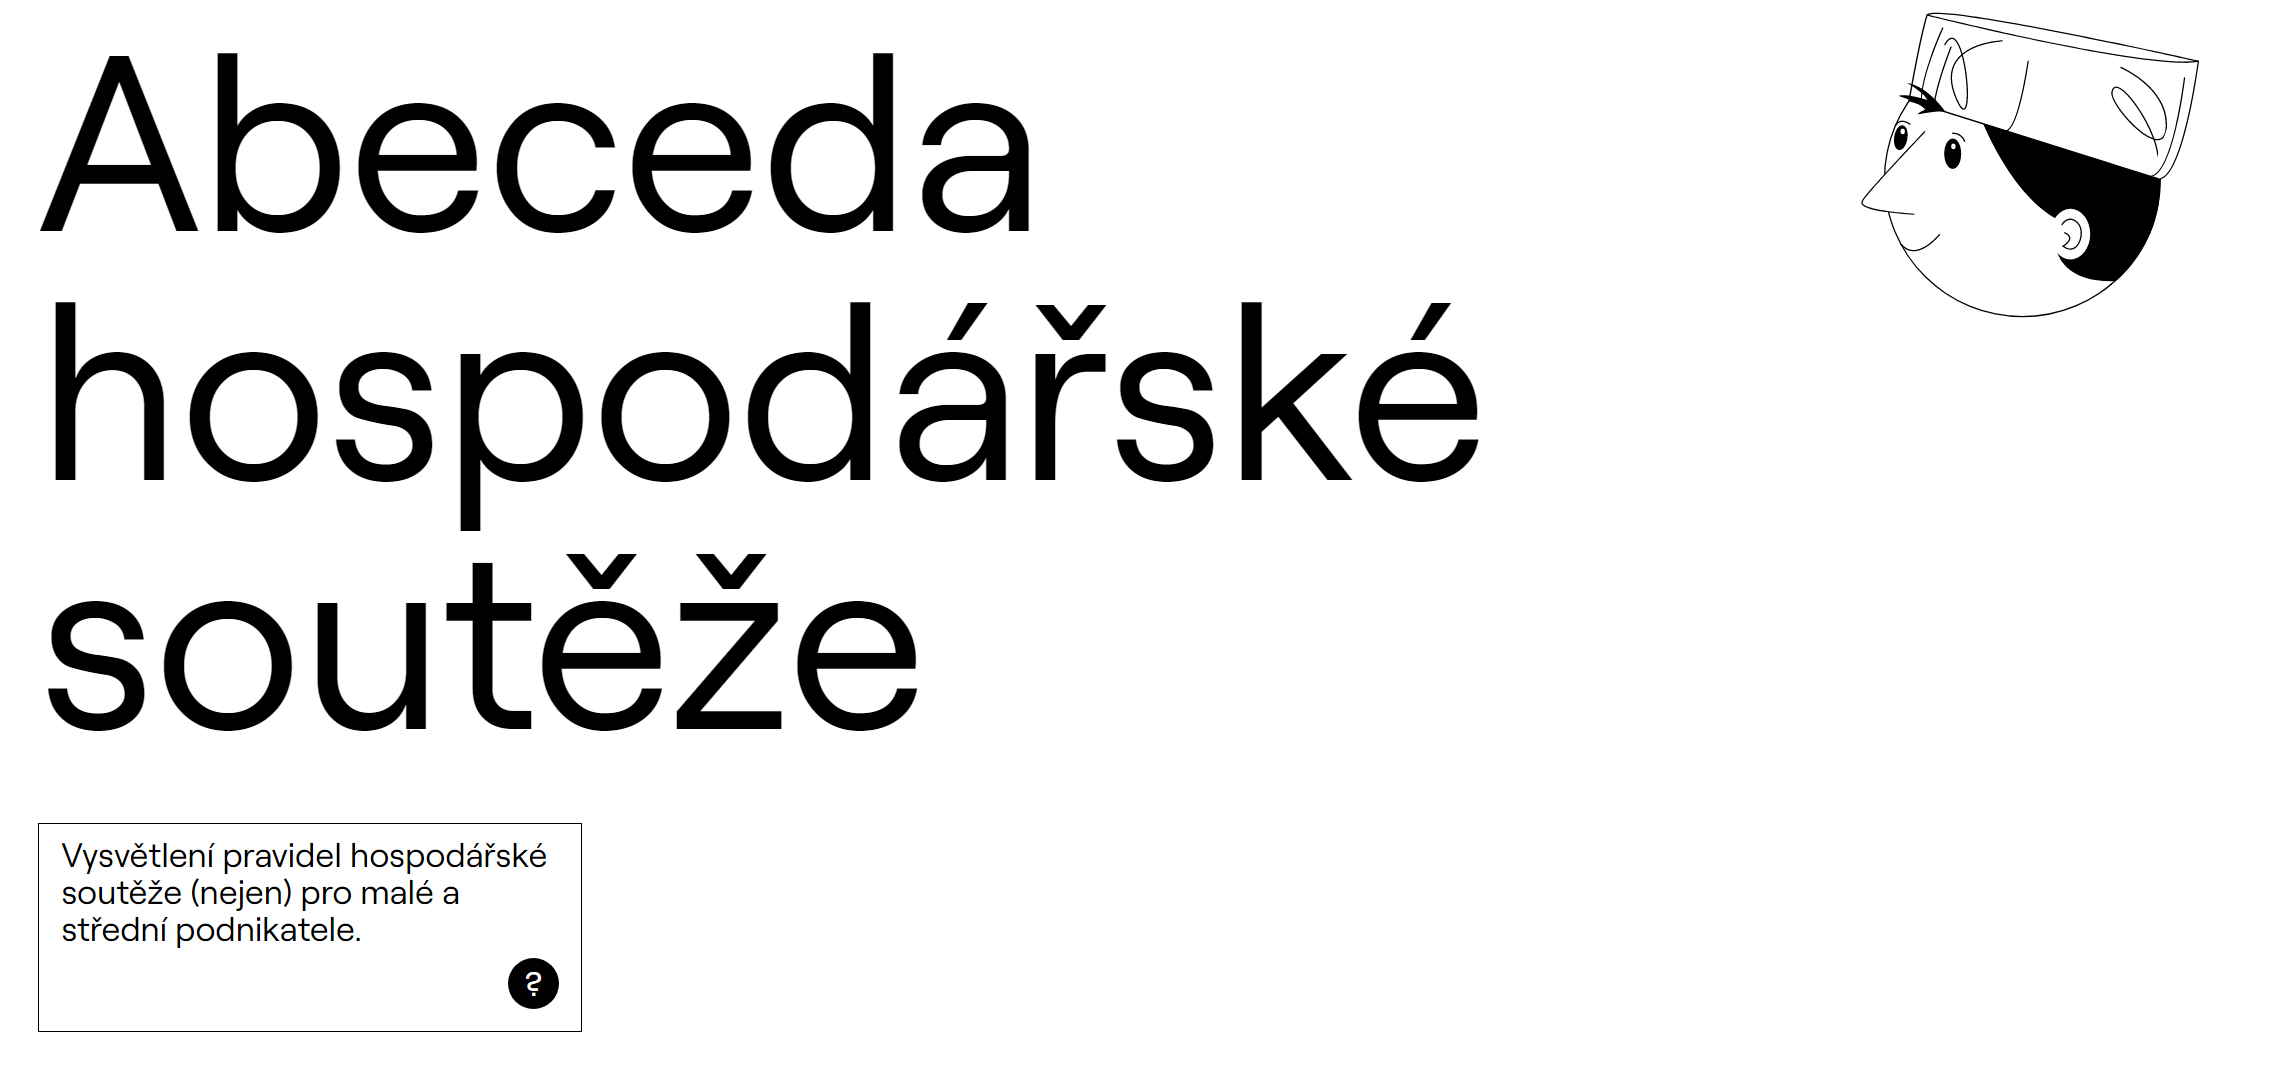 Abeceda
hospodářské
soutěže
Vysvětlení pravidel hospodářské
soutěže (nejen) pro malé a
střední podnikatele.
?